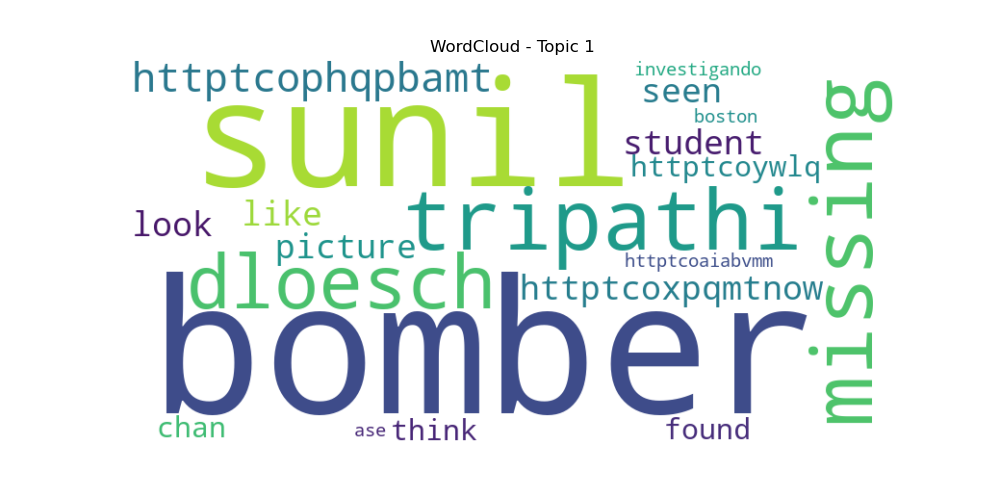 WordCloud - Topic 1
httptcophqpbamt
investigando
seen
sunil
boston
student
httptcoywlq
missing
look
like
tripathi
picture
httptcoaiabvmm
dloesch
httptcoxpqmtnow
bomber
chan
ase
think
found